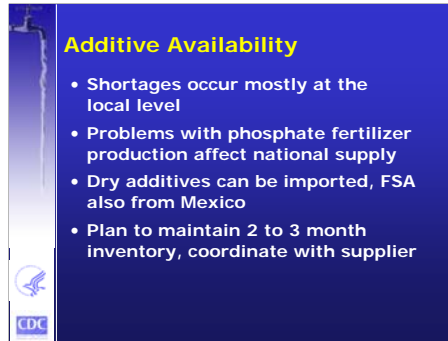 Additive Availability
• Shortages occur mostly at the
local level
• Problems with phosphate fertilizer
production affect national supply
• Dry additives can be imported, FSA
also from Mexico
• Plan to maintain 2 to 3 month
inventory, coordinate with supplier
CDC